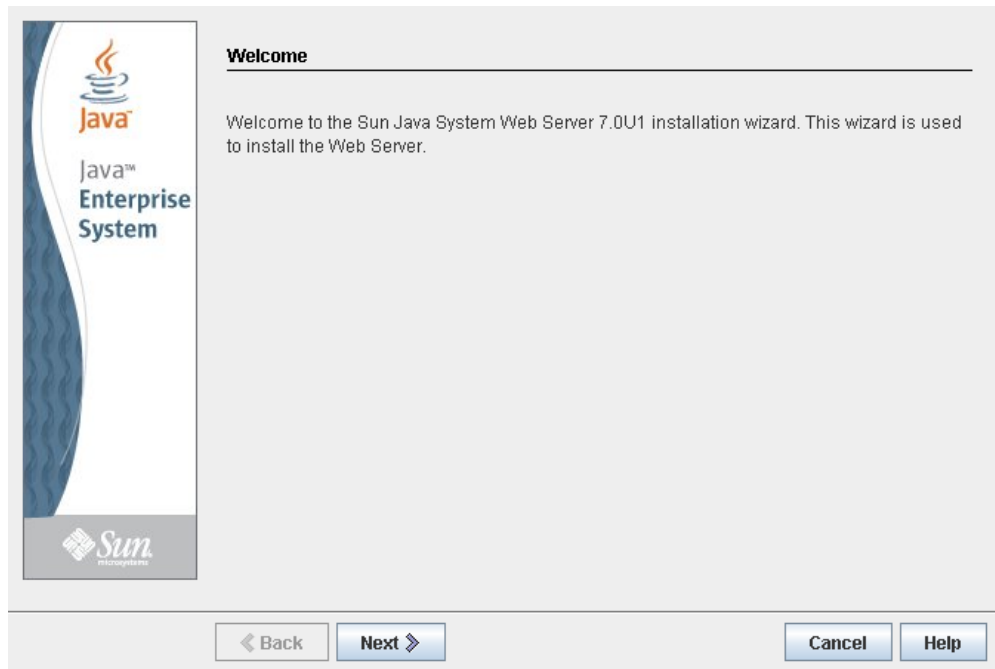 Java™
Java™
Enterprise
System
Sun
microsystems
Welcome
Welcome to the Sun Java System Web Server 7.0U1 installation wizard. This wizard is used
to install the Web Server.
Back
Next
Cancel
Help